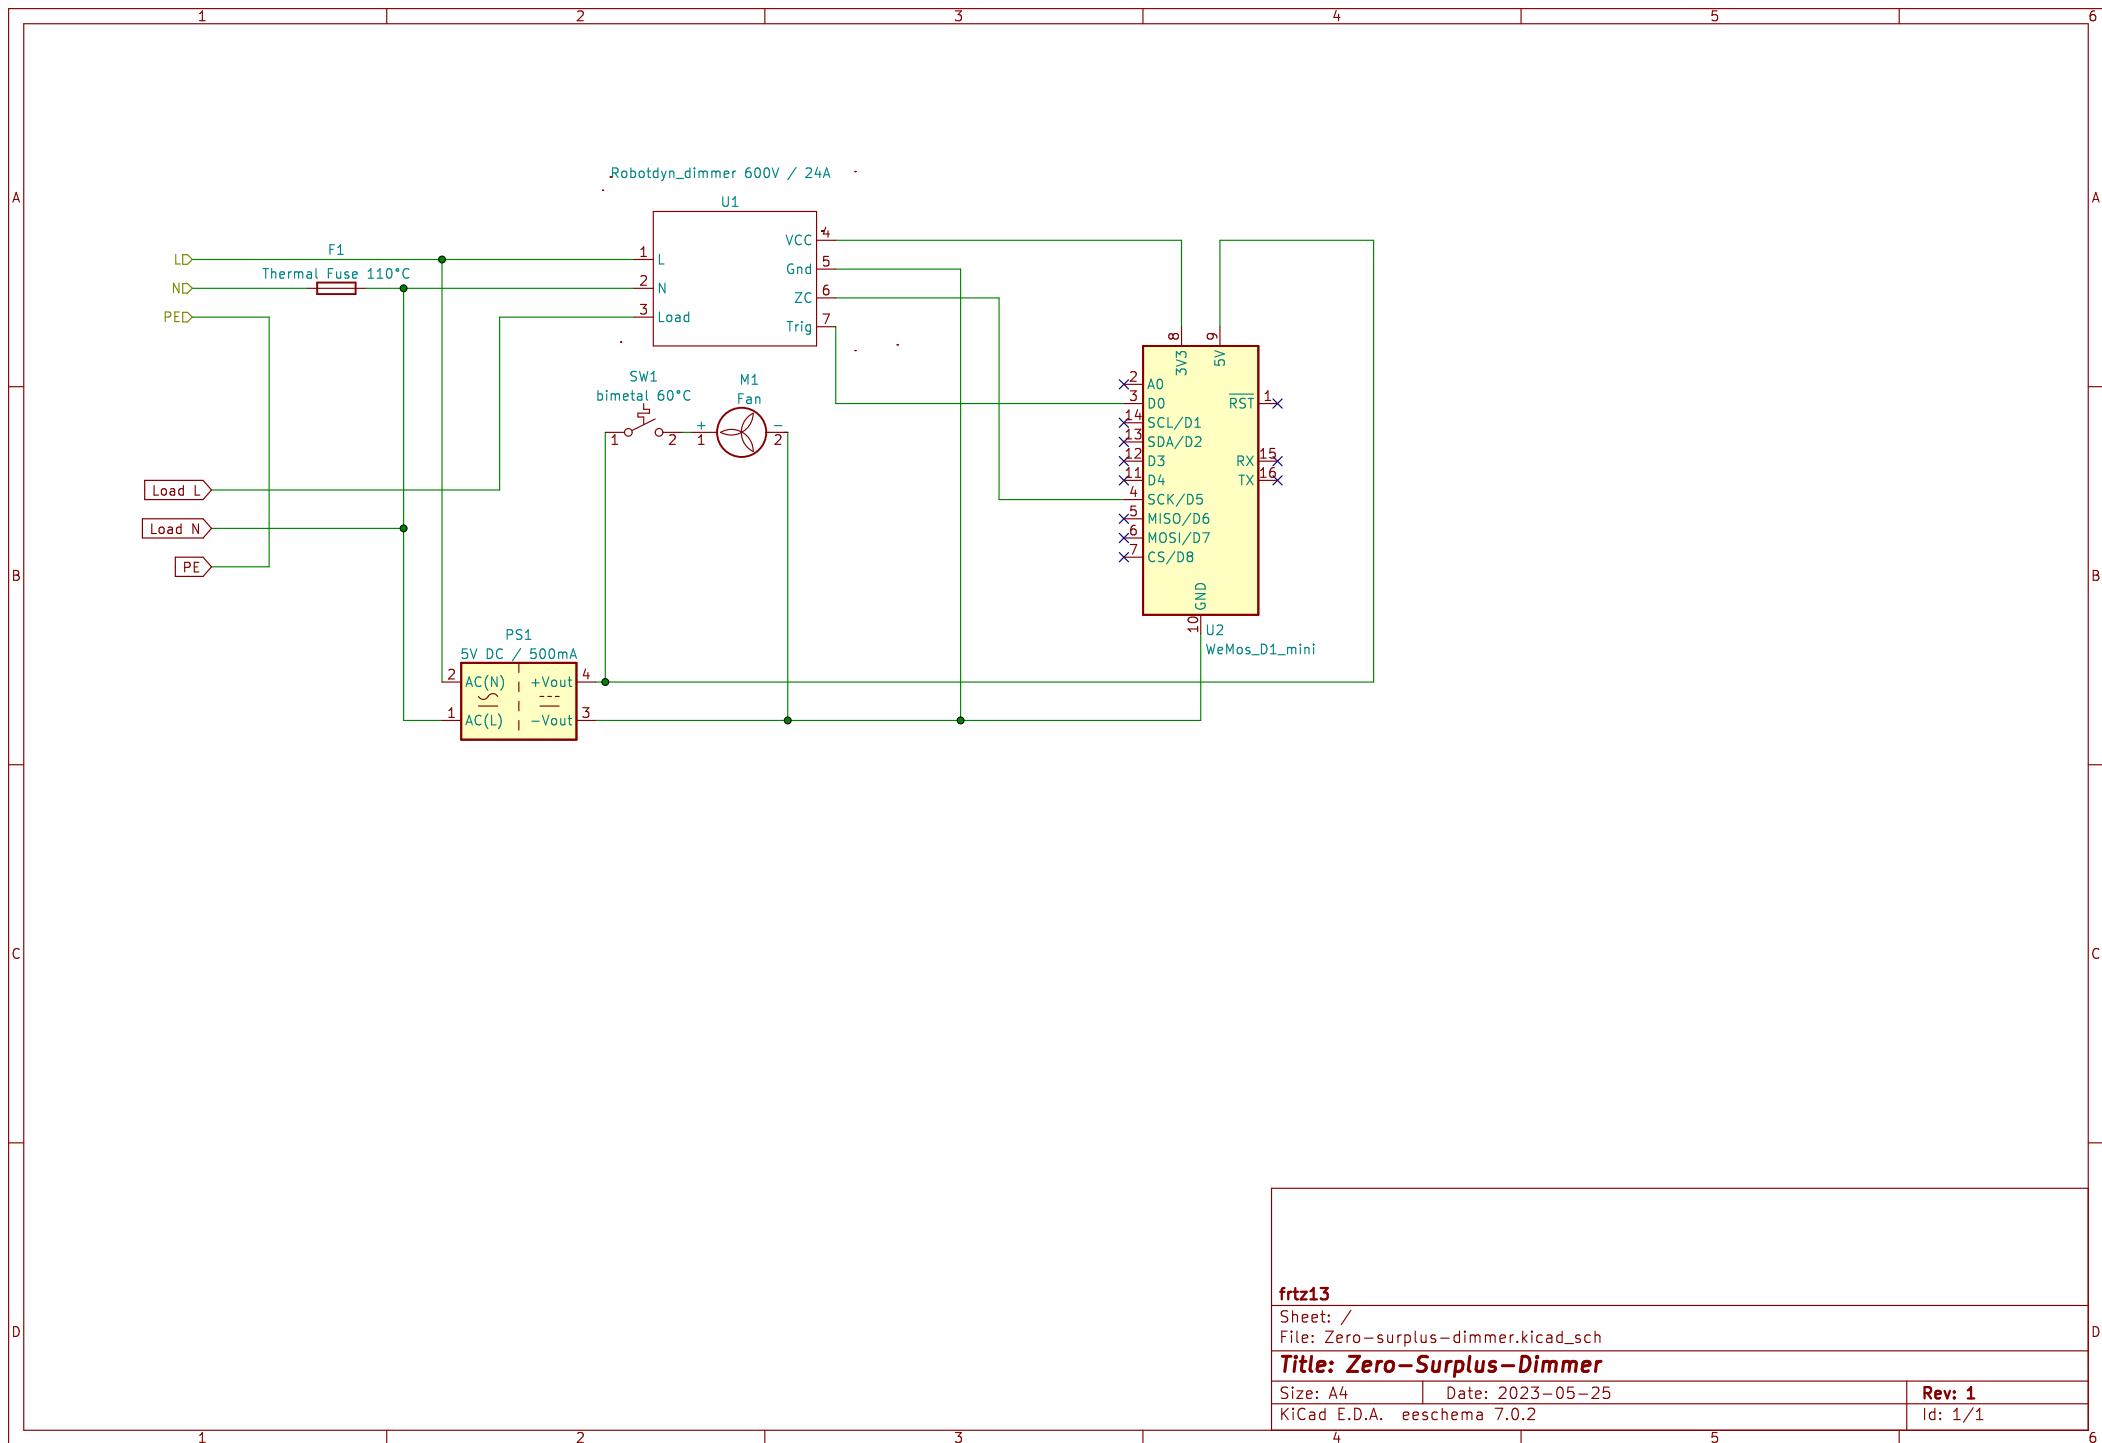 1 2 3 4 5 6
A A
Robotdyn_dimmer 600V / 24A
U1
VCC 4
F1
1 L
L
Gnd 5
Thermal Fuse 110°C
N
2 N
ZC 6
PE
3 Load
Trig 7
8 9
3V3 5V
SW1
M1
bimetal 60°C
Fan
2 A0
3 D0
RST 1
14 SCL/D1
+ −
1 2 1 2
13 SDA/D2
12 D3
RX 15
11 D4
TX 16
Load L
4 SCK/D5
5 MISO/D6
Load N
6 MOSI/D7
7 CS/D8
PE
B B
GND
10
U2
WeMos_D1_mini
PS1
5V DC / 500mA
2 AC(N) +Vout 4
1 AC(L) −Vout 3
C C
frtz13
Sheet: /
File: Zero-surplus-dimmer.kicad_sch
D D
Title: Zero-Surplus-Dimmer
Size: A4 Date: 2023-05-25 Rev: 1
KiCad E.D.A. eeschema 7.0.2 Id: 1/1
1 2 3 4 5 6